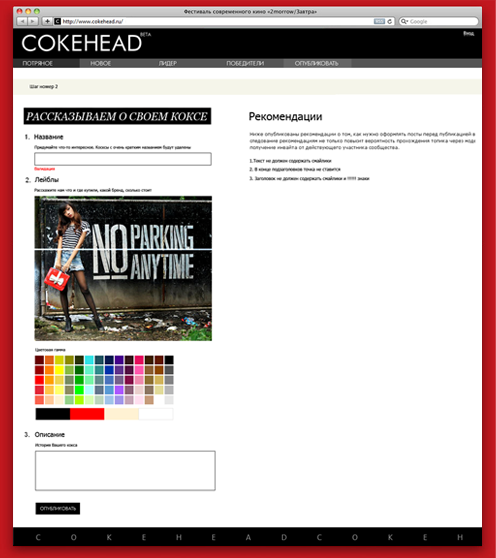 Фестиваль современного кино «2morrow/Завтра»
http://www.cokehead.ru/
Google
COKEHEAD BETA
Вход
ПОТРЯНОЕ НОВОЕ ЛИДЕР ПОБЕДИТЕЛИ ОПУБЛИКОВАТЬ
Шаг номер 2
РАССКАЗЫВАЕМ О СВОЕМ КОКСЕ
1. Название
Придумайте что-то интересное. Коксы с очень кратким названием будут удалены
2. Лейблы
Расскажите нам что и где купили, какой бренд, сколько стоит
NO PARKING
ANYTIME
Цветовая гамма
3. Описание
История Вашего кокса
ОПУБЛИКОВАТЬ
Рекомендации
Ниже опубликованы рекомендации о том, как нужно оформлять посты перед публикацией в
следование рекомендациям не только повысит вероятность прохождения топика через мод
получение инвайта от действующего участника сообщества.
1.Текст не должен содержать смайлики
2. В конце подзаголовков точка не ставится
3. Заголовок не должен содержать смайлики и !!!!!! знаки
C O K E H E A D C O K E H